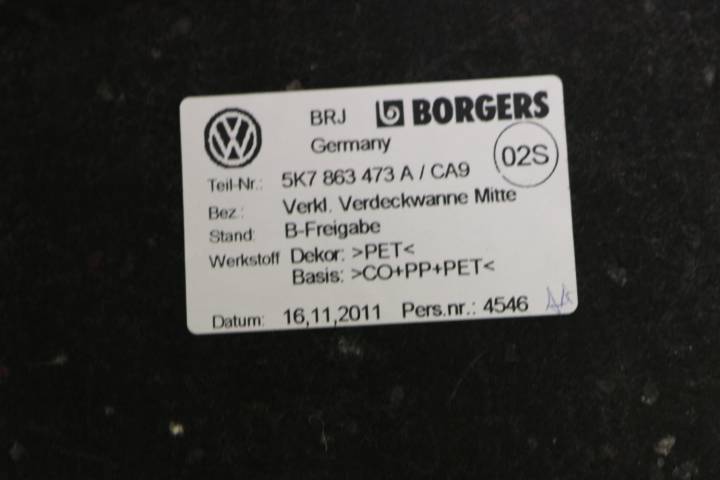 BRJ BORGERS
Germany
02S
Teil-Nr.: 5K7 863 473 A / CA9
Bez.: Verkl. Verdeckwanne Mitte
Stand: B-Freigabe
Werkstoff Dekor: >PET<
Basis: >CO+PP+PET<
Datum: 16,11,2011 Pers.nr.: 4546